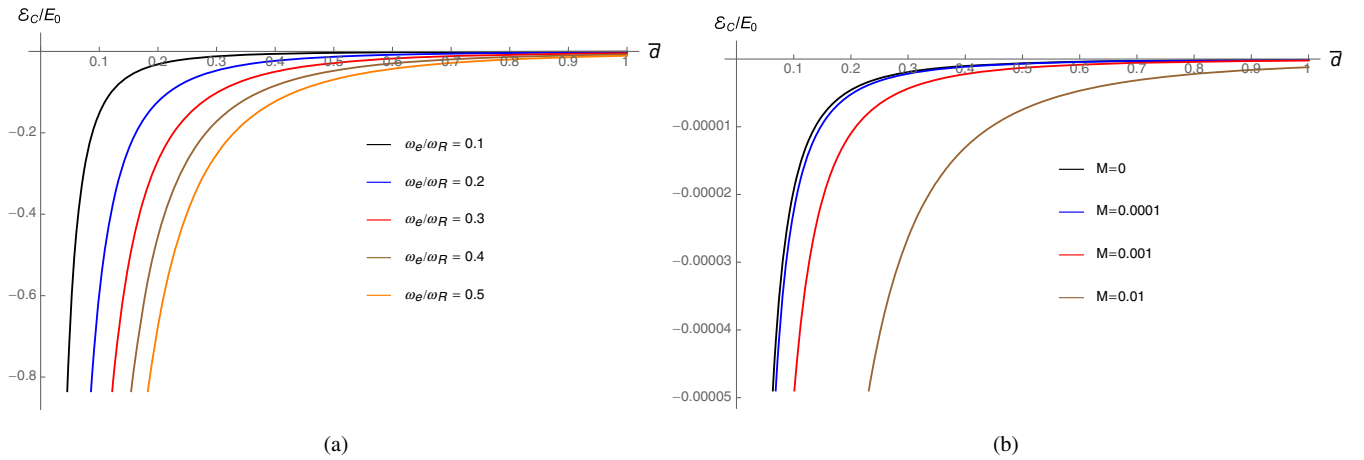 ℰ_C/E_0
d̅
0.1 0.2 0.3 0.4 0.5 0.6 0.7 0.8 0.9 1
−0.2
−0.4
−0.6
−0.8
ω_e/ω_R = 0.1
ω_e/ω_R = 0.2
ω_e/ω_R = 0.3
ω_e/ω_R = 0.4
ω_e/ω_R = 0.5
(a)
ℰ_C/E_0
d̅
0.1 0.2 0.3 0.4 0.5 0.6 0.7 0.8 0.9 1
−0.00001
−0.00002
−0.00003
−0.00004
−0.00005
M=0
M=0.0001
M=0.001
M=0.01
(b)